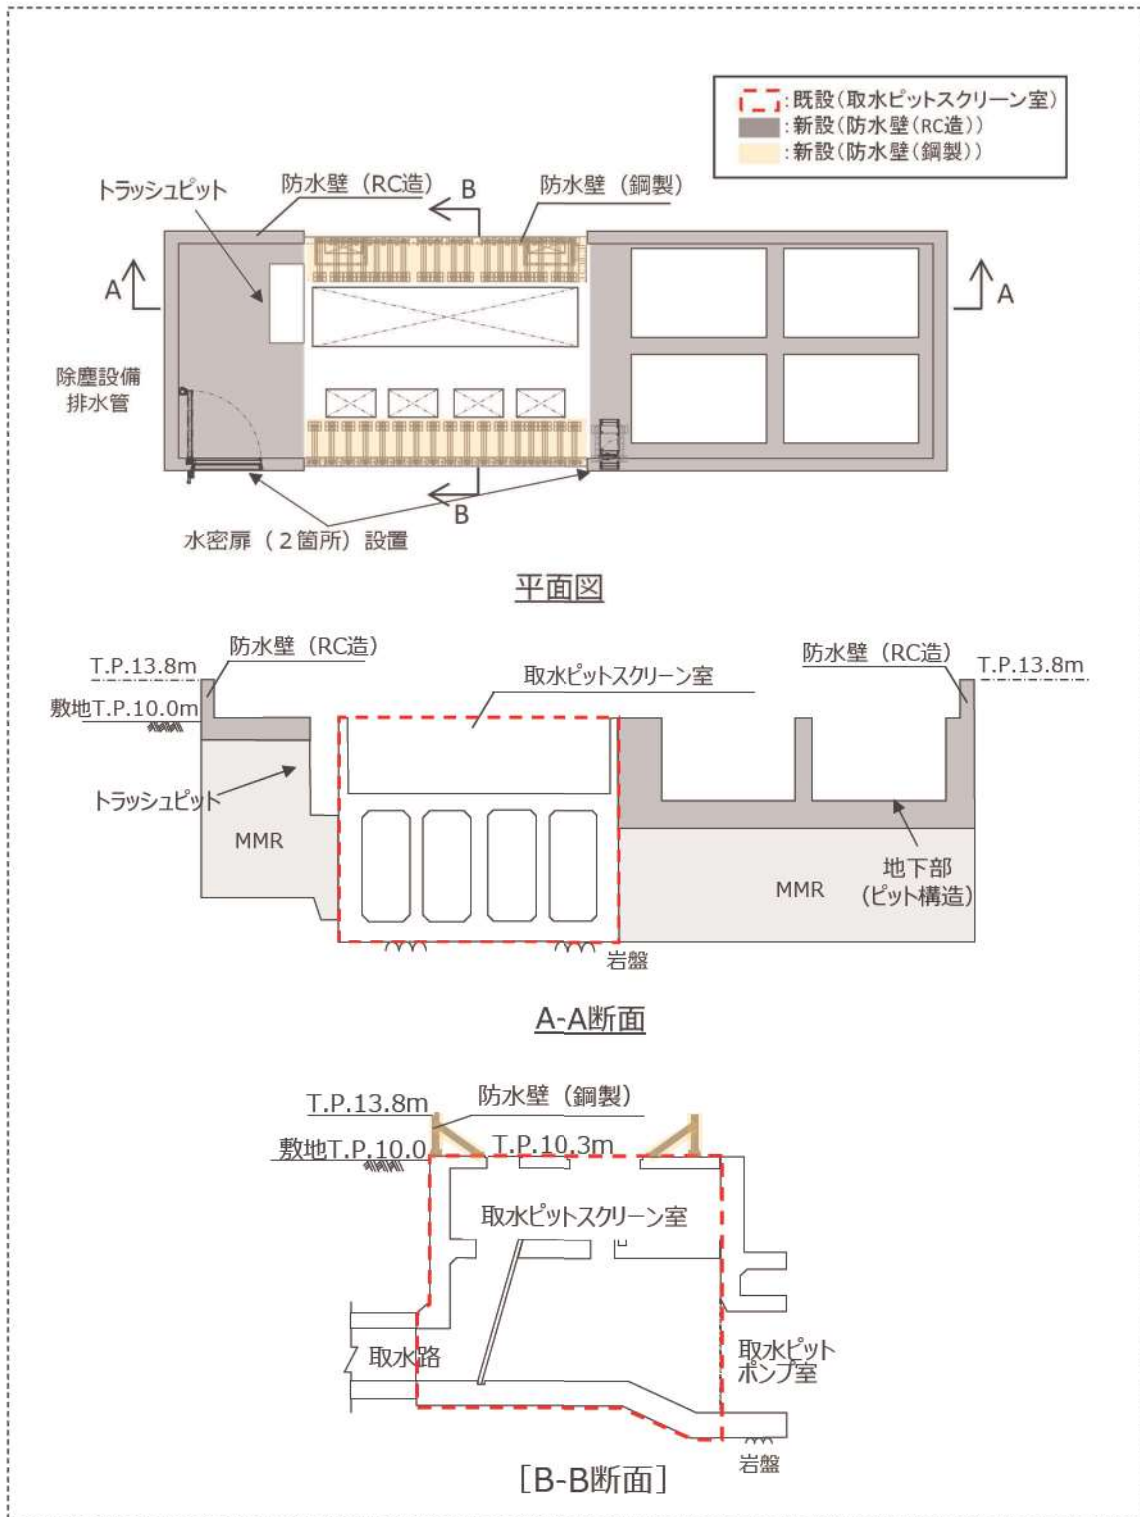 :既設(取水ピットスクリーン室)
:新設(防水壁(RC造))
:新設(防水壁(鋼製))
トラッシュピット
防水壁（RC造）
B
防水壁（鋼製）
A
A
除塵設備
排水管
B
水密扉（２箇所）設置
平面図
防水壁（RC造）
T.P.13.8m
取水ピットスクリーン室
防水壁（RC造）
T.P.13.8m
敷地T.P.10.0m
トラッシュピット
MMR
MMR
地下部
(ピット構造)
岩盤
A-A断面
T.P.13.8m
防水壁（鋼製）
敷地T.P.10.0
T.P.10.3m
取水ピットスクリーン室
取水路
取水ピット
ポンプ室
岩盤
[B-B断面]